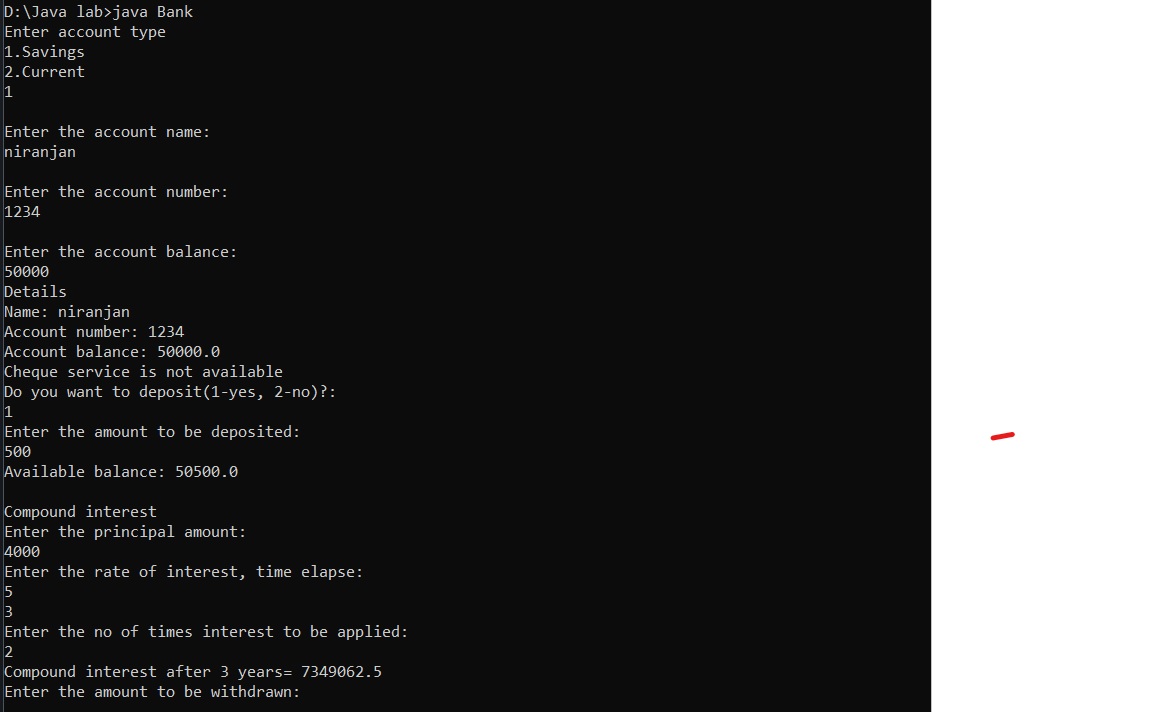 D:\Java lab>java Bank
Enter account type
1.Savings
2.Current
1
Enter the account name:
niranjan
Enter the account number:
1234
Enter the account balance:
50000
Details
Name: niranjan
Account number: 1234
Account balance: 50000.0
Cheque service is not available
Do you want to deposit(1-yes, 2-no)?:
1
Enter the amount to be deposited:
500
Available balance: 50500.0
Compound interest
Enter the principal amount:
4000
Enter the rate of interest, time elapse:
5
3
Enter the no of times interest to be applied:
2
Compound interest after 3 years= 7349062.5
Enter the amount to be withdrawn: